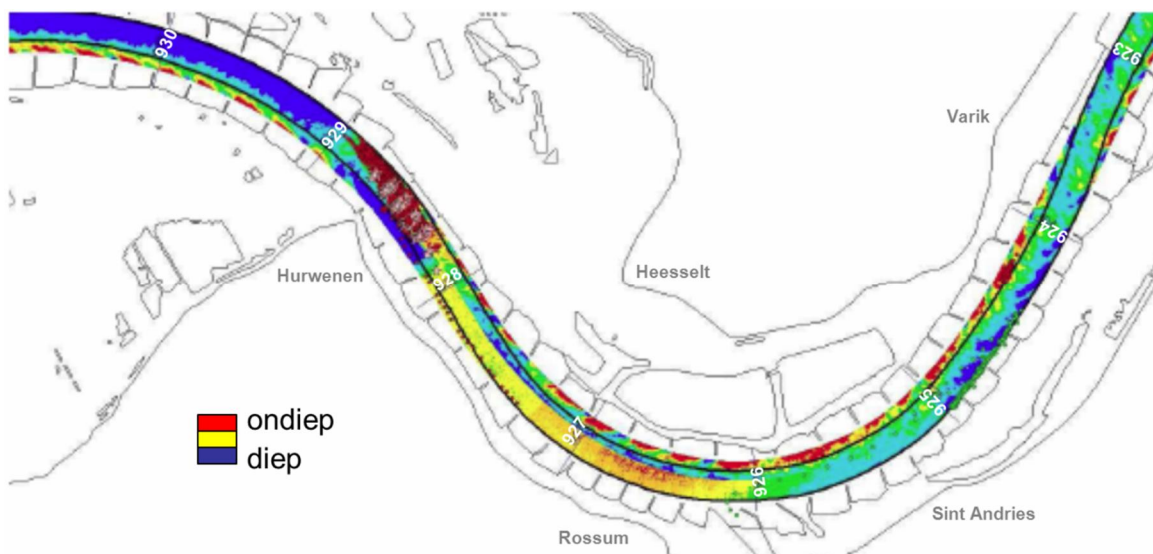 930
923
929
Varik
924
Hurwenen
928
Heesselt
925
ondiep
927
diep
926
Sint Andries
Rossum